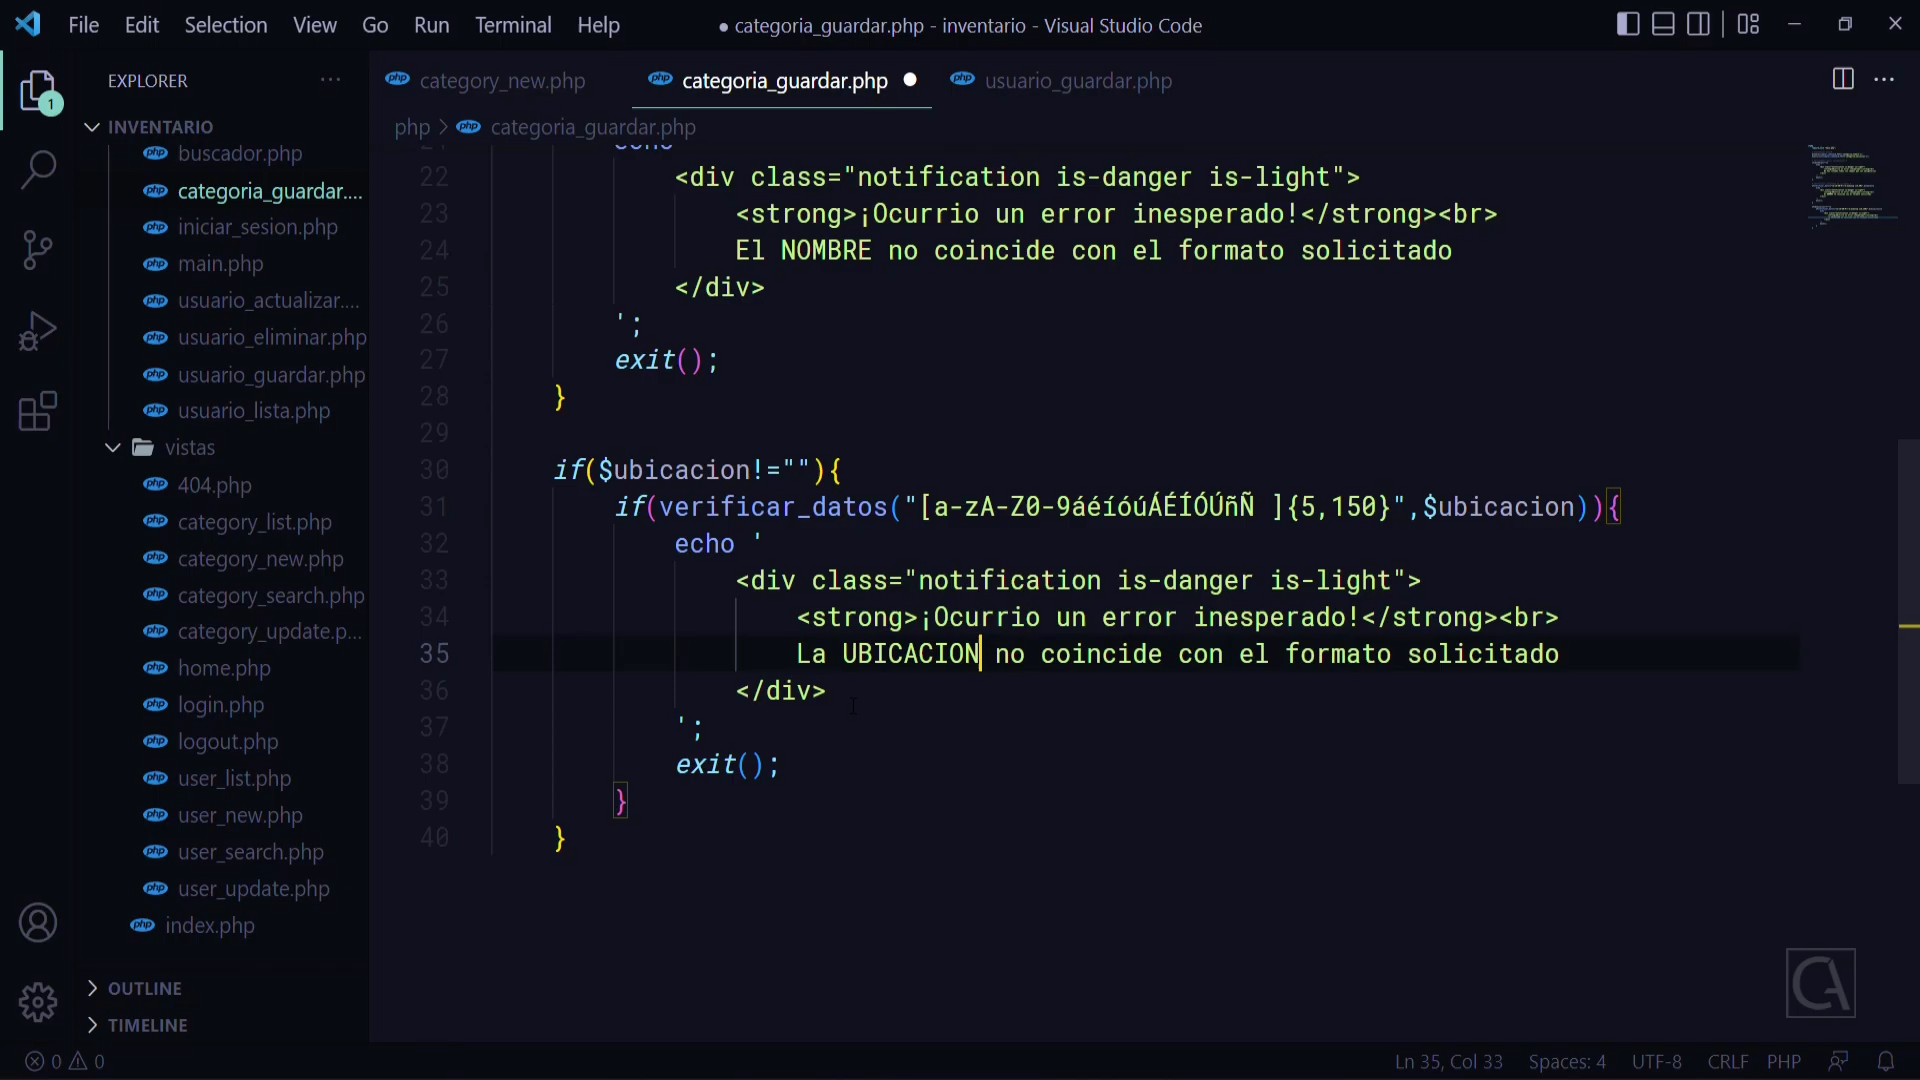 File Edit Selection View Go Run Terminal Help
● categoria_guardar.php - inventario - Visual Studio Code
EXPLORER
1
INVENTARIO
buscador.php
categoria_guardar....
iniciar_sesion.php
main.php
usuario_actualizar....
usuario_eliminar.php
usuario_guardar.php
usuario_lista.php
vistas
404.php
category_list.php
category_new.php
category_search.php
category_update.p...
home.php
login.php
logout.php
user_list.php
user_new.php
user_search.php
user_update.php
index.php
OUTLINE
TIMELINE
category_new.php categoria_guardar.php usuario_guardar.php
php > categoria_guardar.php
21 echo
22 <div class="notification is-danger is-light">
23 <strong>¡Ocurrio un error inesperado!</strong><br>
24 El NOMBRE no coincide con el formato solicitado
25 </div>
26 ';
27 exit();
28 }
29
30 if($ubicacion!=""){
31 if(verificar_datos("[a-zA-Z0-9áéíóúÁÉÍÓÚñÑ ]{5,150}",$ubicacion)){
32 echo '
33 <div class="notification is-danger is-light">
34 <strong>¡Ocurrio un error inesperado!</strong><br>
35 La UBICACION no coincide con el formato solicitado
36 </div>
37 ';
38 exit();
39 }
40 }
CA
0 0
Ln 35, Col 33 Spaces: 4 UTF-8 CRLF PHP